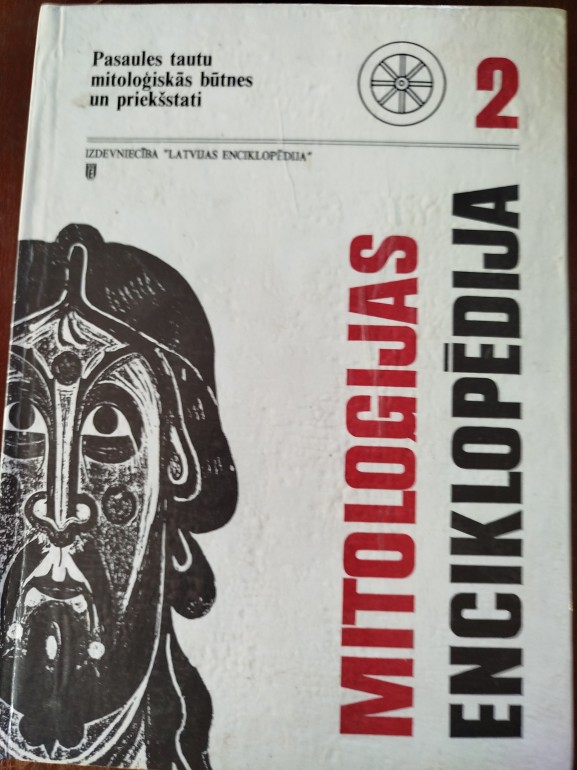 Pasaules tautu
mitoloģiskās būtnes
un priekšstati
2
IZDEVNIECĪBA "LATVIJAS ENCIKLOPĒDIJA"
MITOLOĢIJAS
ENCIKLOPĒDIJA